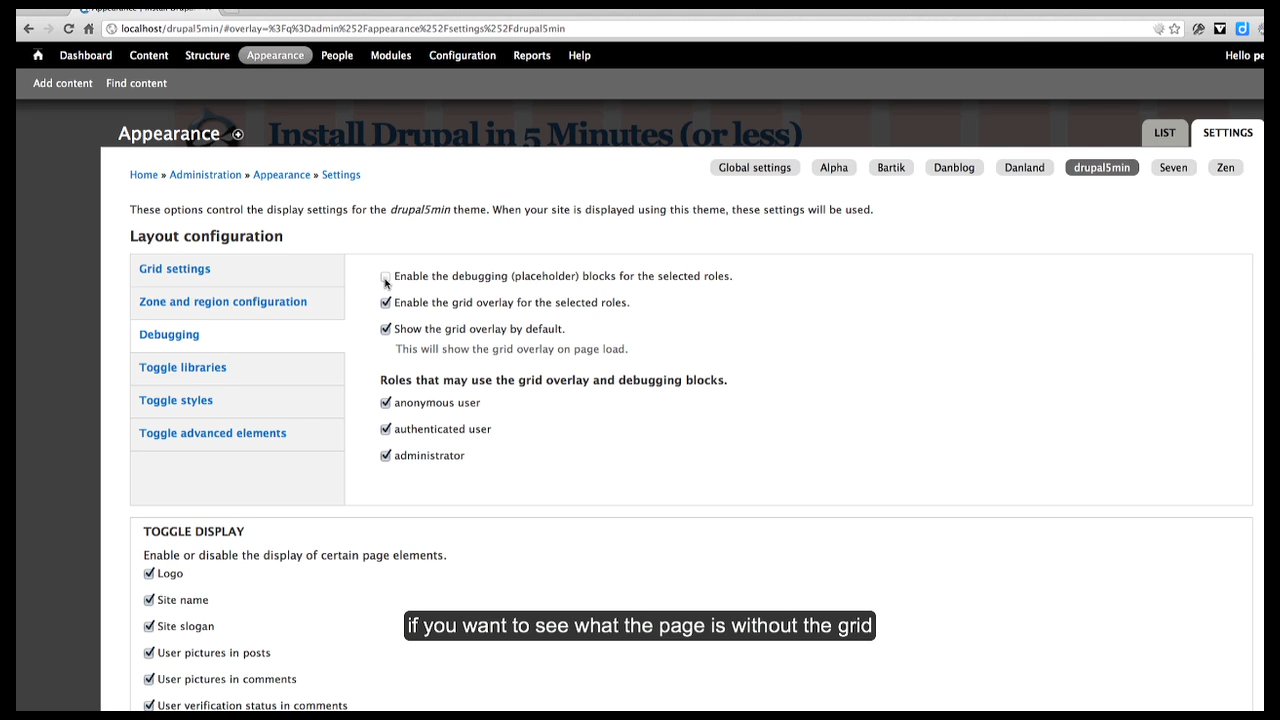 Appearance | Install Drupal in 5
localhost/drupal5min/#overlay=%3Fq%3Dadmin%252Fappearance%252Fsettings%252Fdrupal5min
Dashboard Content Structure Appearance People Modules Configuration Reports Help Hello pe
Add content Find content
Install Drupal in 5 Minutes (or less)
Appearance
LIST SETTINGS
Home » Administration » Appearance » Settings
Global settings Alpha Bartik Danblog Danland drupal5min Seven Zen
These options control the display settings for the drupal5min theme. When your site is displayed using this theme, these settings will be used.
Layout configuration
Grid settings
Zone and region configuration
Debugging
Toggle libraries
Toggle styles
Toggle advanced elements
Enable the debugging (placeholder) blocks for the selected roles.
Enable the grid overlay for the selected roles.
Show the grid overlay by default.
This will show the grid overlay on page load.
Roles that may use the grid overlay and debugging blocks.
anonymous user
authenticated user
administrator
TOGGLE DISPLAY
Enable or disable the display of certain page elements.
Logo
Site name
Site slogan
User pictures in posts
User pictures in comments
User verification status in comments
if you want to see what the page is without the grid